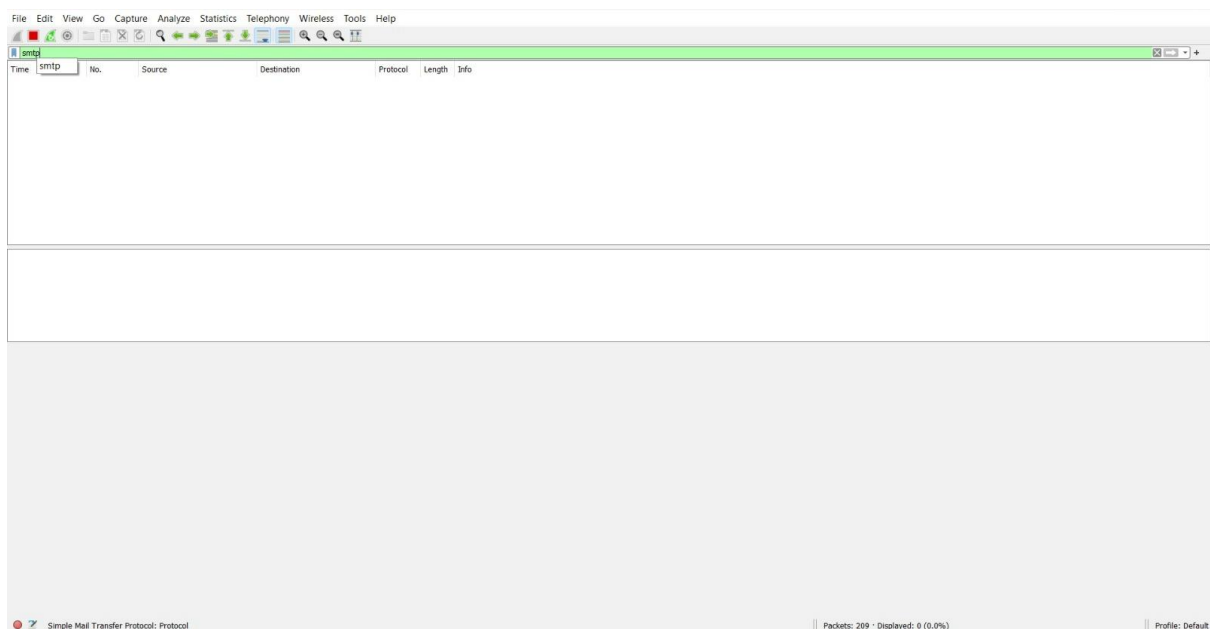 File Edit View Go Capture Analyze Statistics Telephony Wireless Tools Help
smtp
smtp
Time No. Source Destination Protocol Length Info
Simple Mail Transfer Protocol: Protocol Packets: 209 · Displayed: 0 (0.0%) Profile: Default